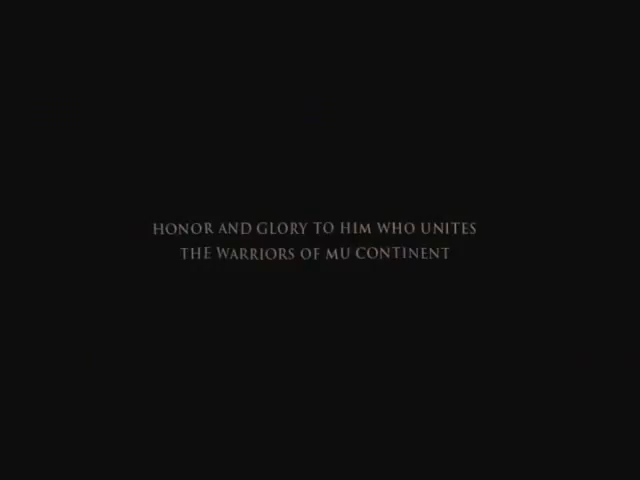 HONOR AND GLORY TO HIM WHO UNITES
THE WARRIORS OF MU CONTINENT